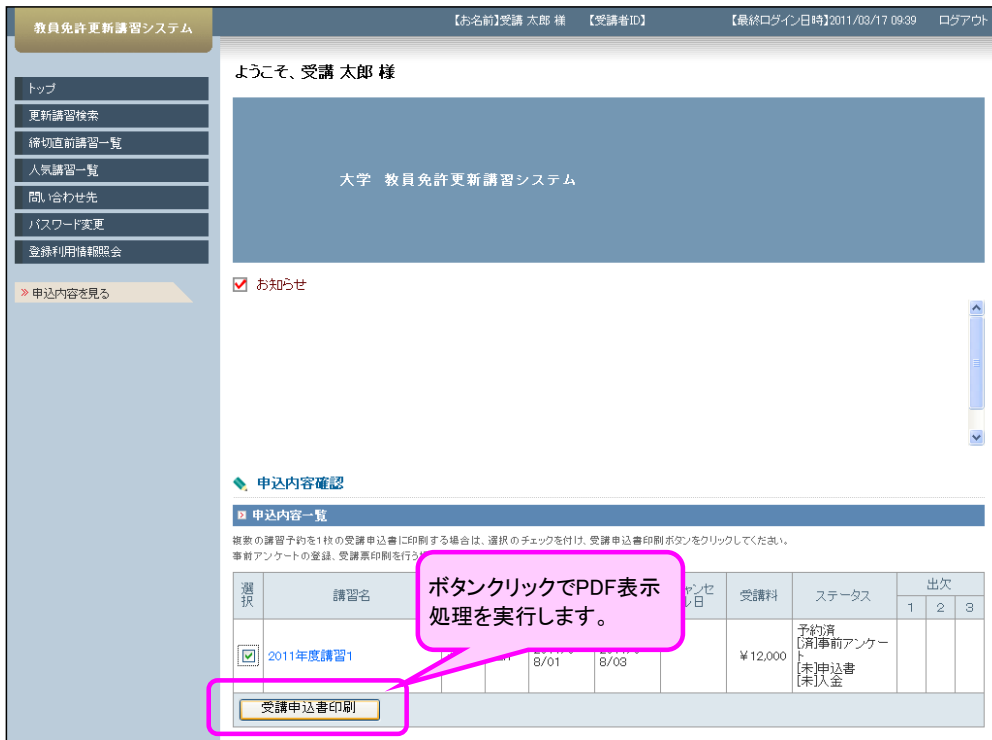 教員免許更新講習システム
【お名前】受講 太郎 様 【受講者ID】 【最終ログイン日時】2011/03/17 09:39 ログアウト
トップ
更新講習検索
締切直前講習一覧
人気講習一覧
問い合わせ先
パスワード変更
登録利用情報照会
申込内容を見る
ようこそ、受講 太郎 様
大学 教員免許更新講習システム
お知らせ
申込内容確認
申込内容一覧
複数の講習予約を1枚の受講申込書に印刷する場合は、選択のチェックを付け、受講申込書印刷ボタンをクリックしてください。
事前アンケートの登録、受講票印刷を行う
ボタンクリックでPDF表示
処理を実行します。
選択 講習名 受講料 ステータス 出欠
1 2 3
2011年度講習1 8/01 8/03 ¥12,000
予約済
[済]事前アンケー
ト
[未]申込書
[未]入金
受講申込書印刷